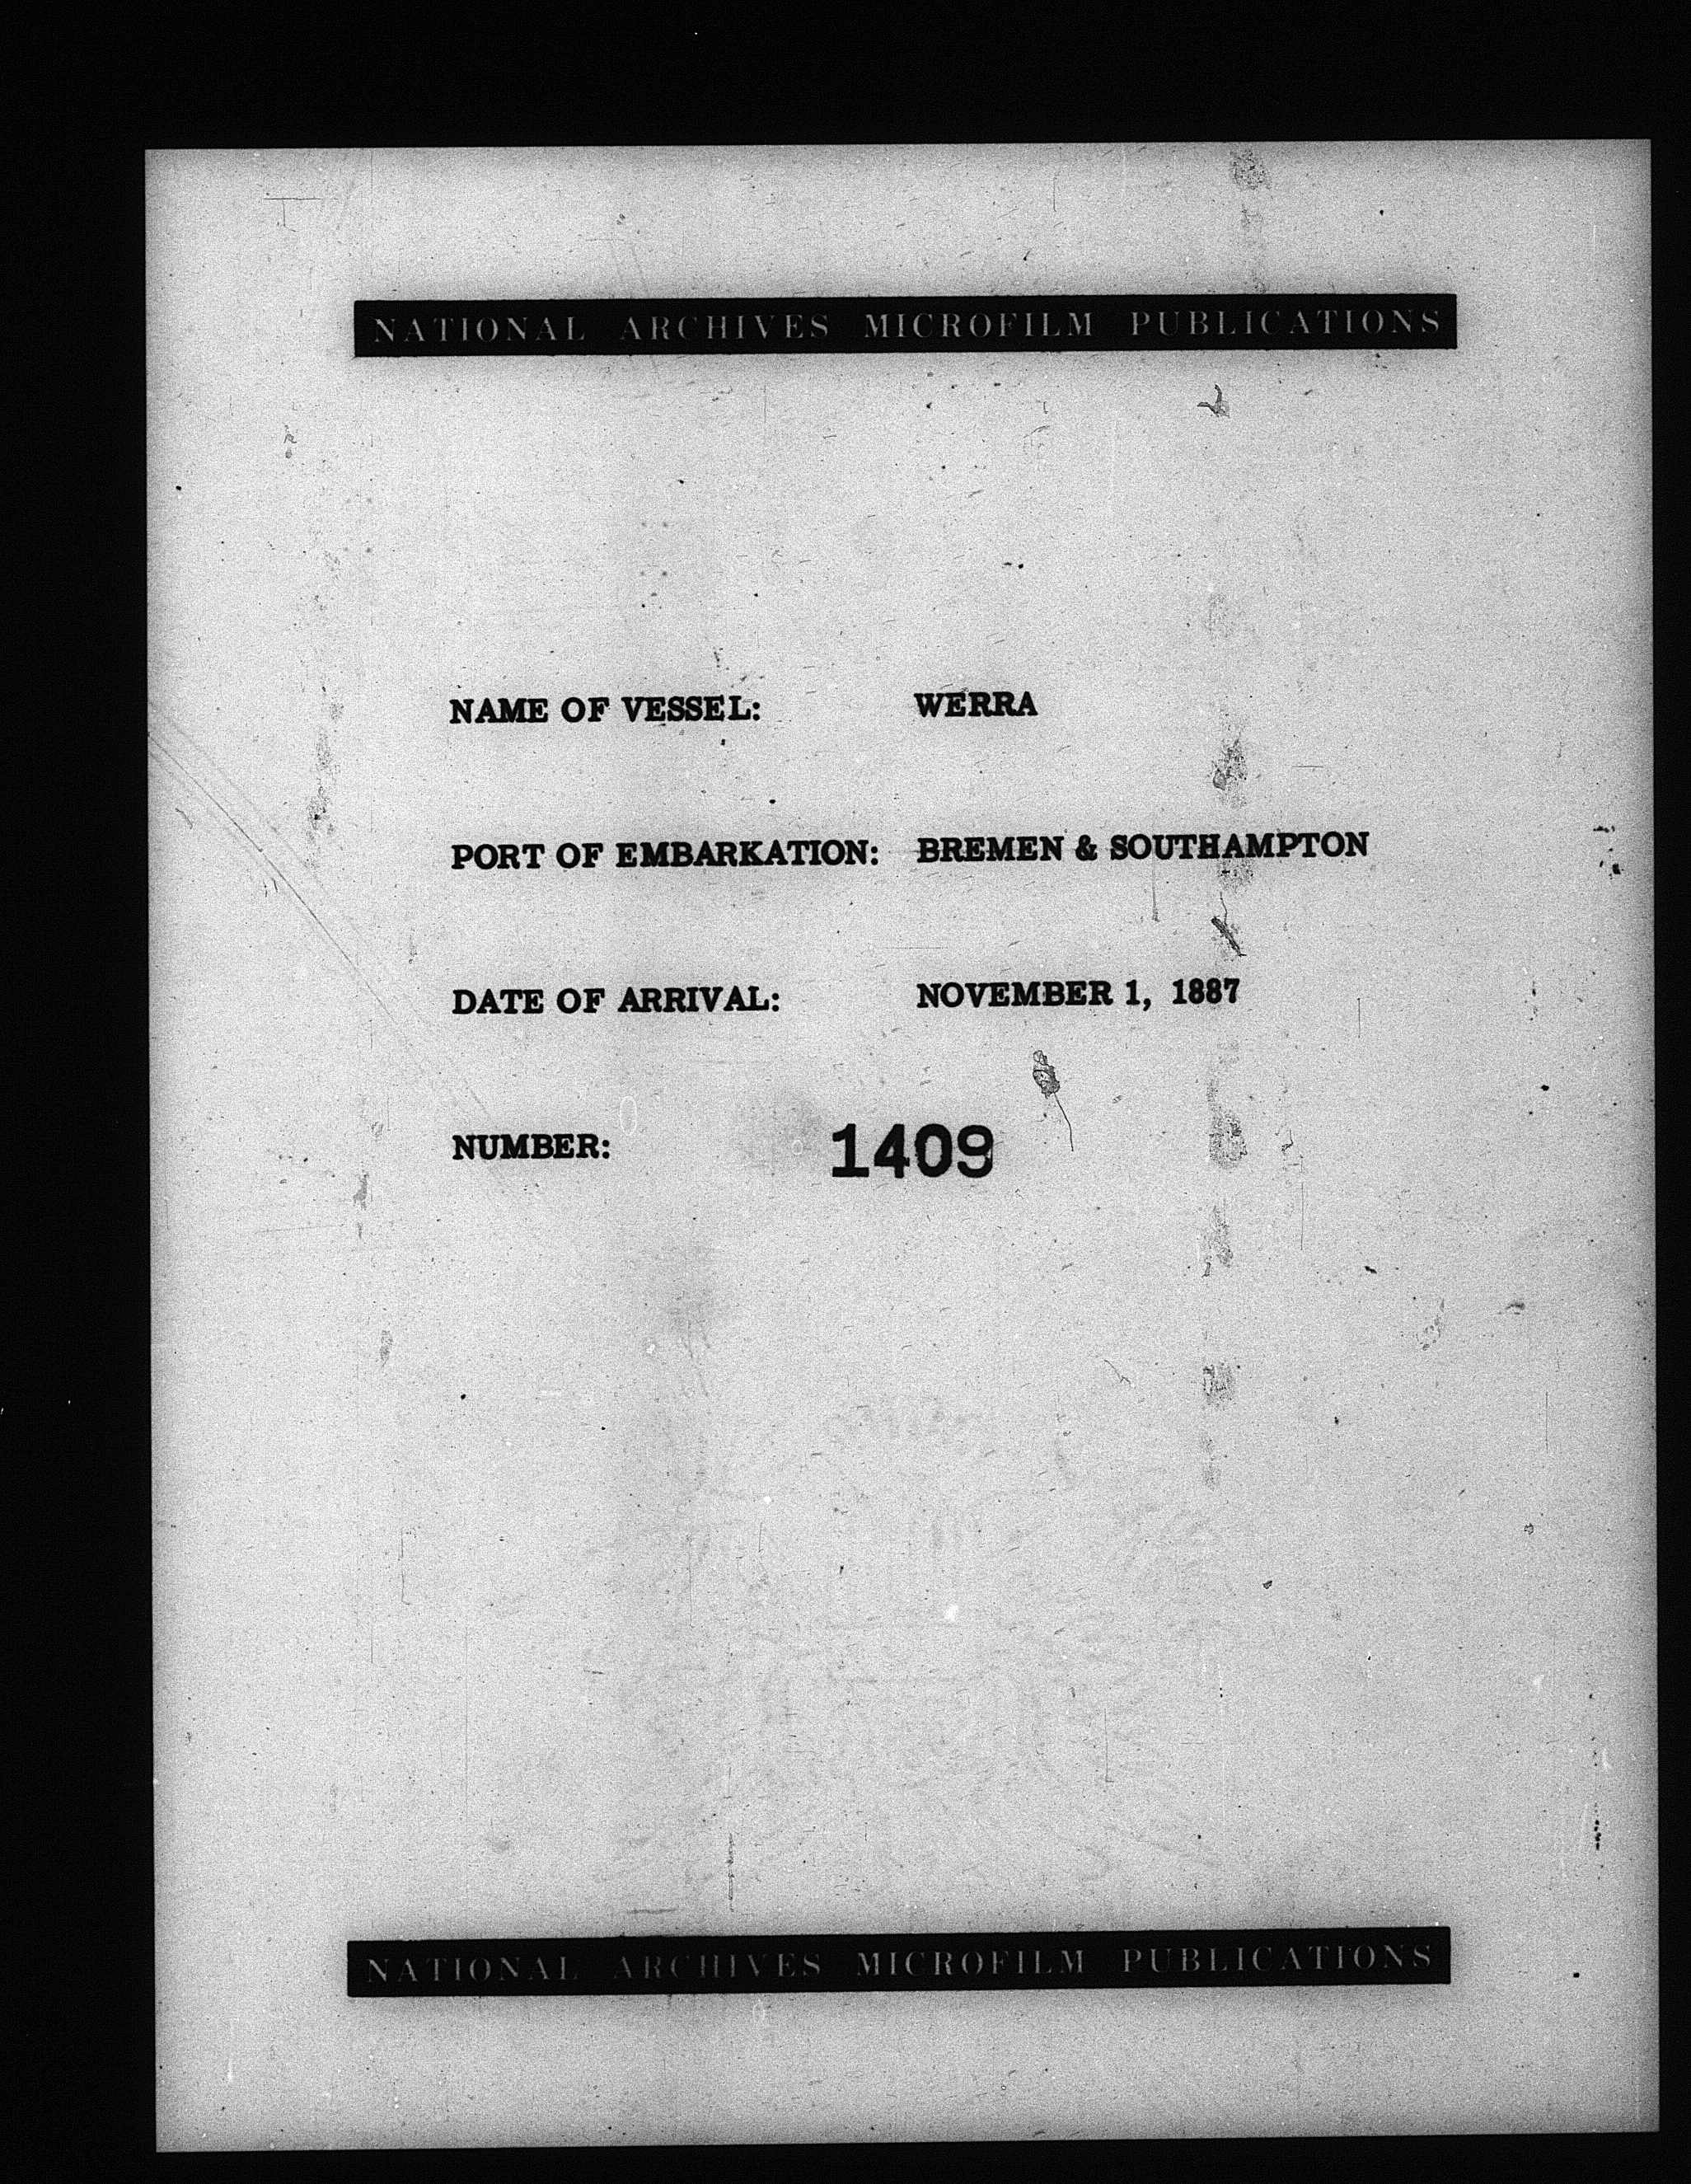 NATIONAL ARCHIVES MICROFILM PUBLICATIONS
NAME OF VESSEL: WERRA
PORT OF EMBARKATION: BREMEN & SOUTHAMPTON
DATE OF ARRIVAL: NOVEMBER 1, 1887
NUMBER: 1409
NATIONAL ARCHIVES MICROFILM PUBLICATIONS